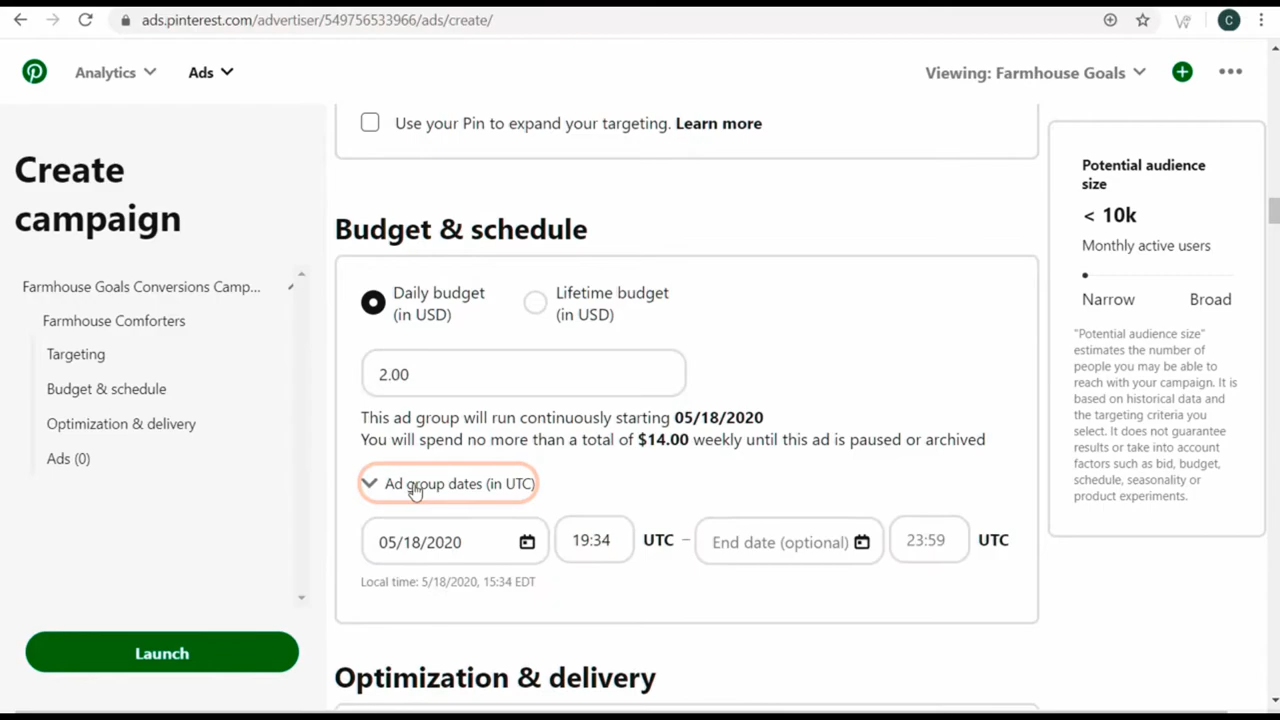 ads.pinterest.com/advertiser/549756533966/ads/create/
C
Analytics
Ads
Viewing: Farmhouse Goals
Create
campaign
Farmhouse Goals Conversions Camp...
Farmhouse Comforters
Targeting
Budget & schedule
Optimization & delivery
Ads (0)
Launch
Use your Pin to expand your targeting. Learn more
Budget & schedule
Daily budget
(in USD)
Lifetime budget
(in USD)
2.00
This ad group will run continuously starting 05/18/2020
You will spend no more than a total of $14.00 weekly until this ad is paused or archived
Ad group dates (in UTC)
05/18/2020 19:34 UTC – End date (optional) 23:59 UTC
Local time: 5/18/2020, 15:34 EDT
Optimization & delivery
Potential audience
size
< 10k
Monthly active users
Narrow Broad
"Potential audience size"
estimates the number of
people you may be able to
reach with your campaign. It is
based on historical data and
the targeting criteria you
select. It does not guarantee
results or take into account
factors such as bid, budget,
schedule, seasonality or
product experiments.